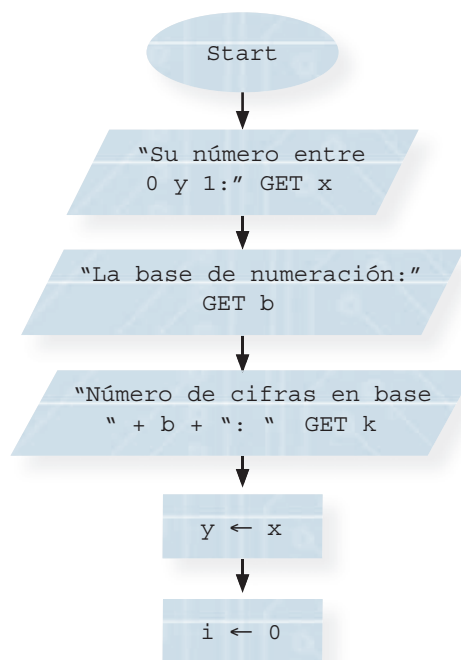 Start
“Su número entre
0 y 1:” GET x
“La base de numeración:”
GET b
“Número de cifras en base
“ + b + “: “  GET k
y ← x
i ← 0